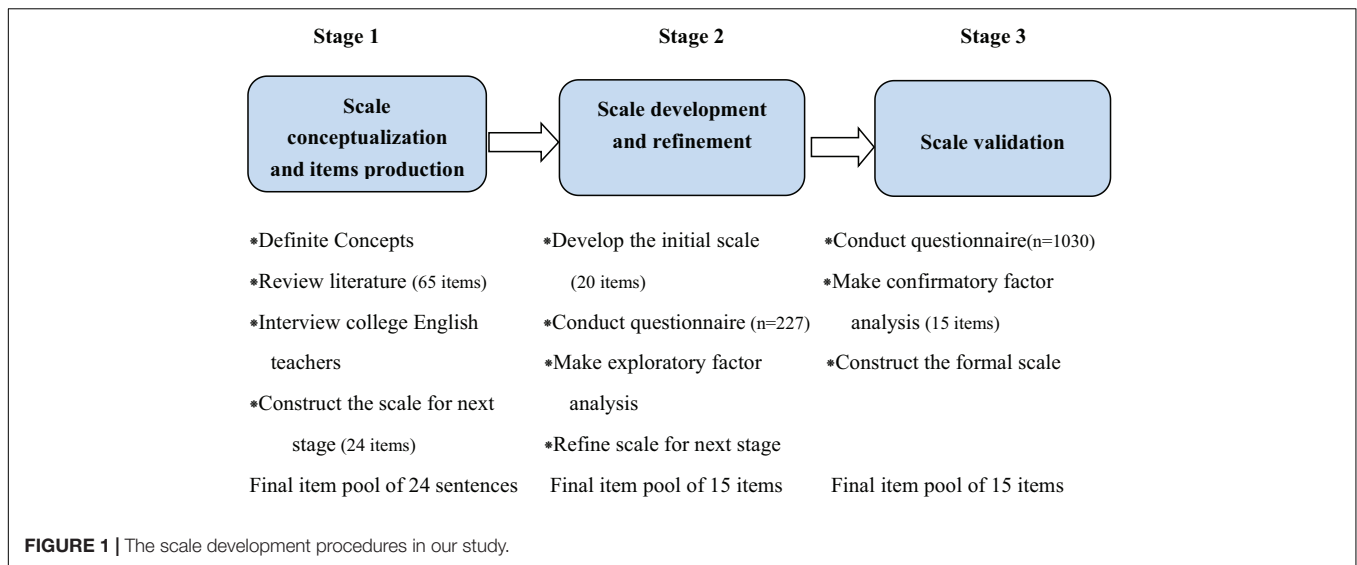 Stage 1
Stage 2
Stage 3
Scale
conceptualization
and items production
Scale development
and refinement
Scale validation
*Definite Concepts
*Review literature (65 items)
*Interview college English
teachers
*Construct the scale for next
stage (24 items)
Final item pool of 24 sentences
*Develop the initial scale
(20 items)
*Conduct questionnaire (n=227)
*Make exploratory factor
analysis
*Refine scale for next stage
Final item pool of 15 items
*Conduct questionnaire(n=1030)
*Make confirmatory factor
analysis (15 items)
*Construct the formal scale
Final item pool of 15 items
FIGURE 1 | The scale development procedures in our study.